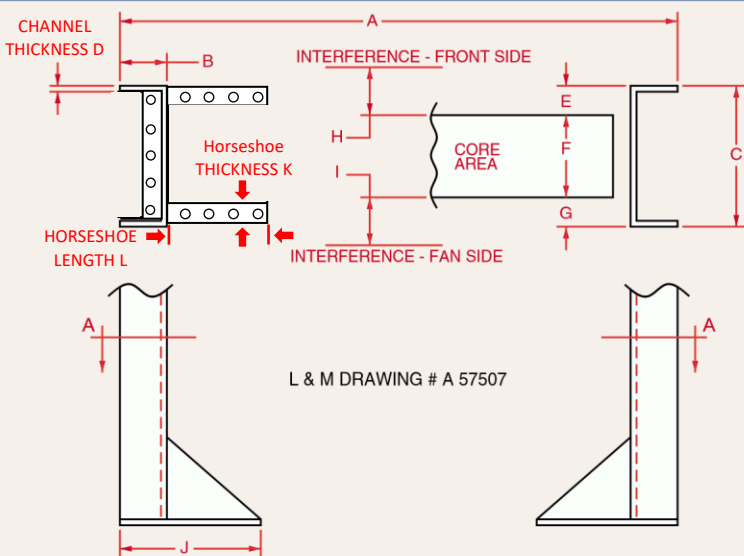 A
CHANNEL
THICKNESS D
B
INTERFERENCE - FRONT SIDE
E
H
Horseshoe
THICKNESS K
CORE
AREA
F
C
I
G
HORSESHOE
LENGTH L
INTERFERENCE - FAN SIDE
A
A
L & M DRAWING # A 57507
J